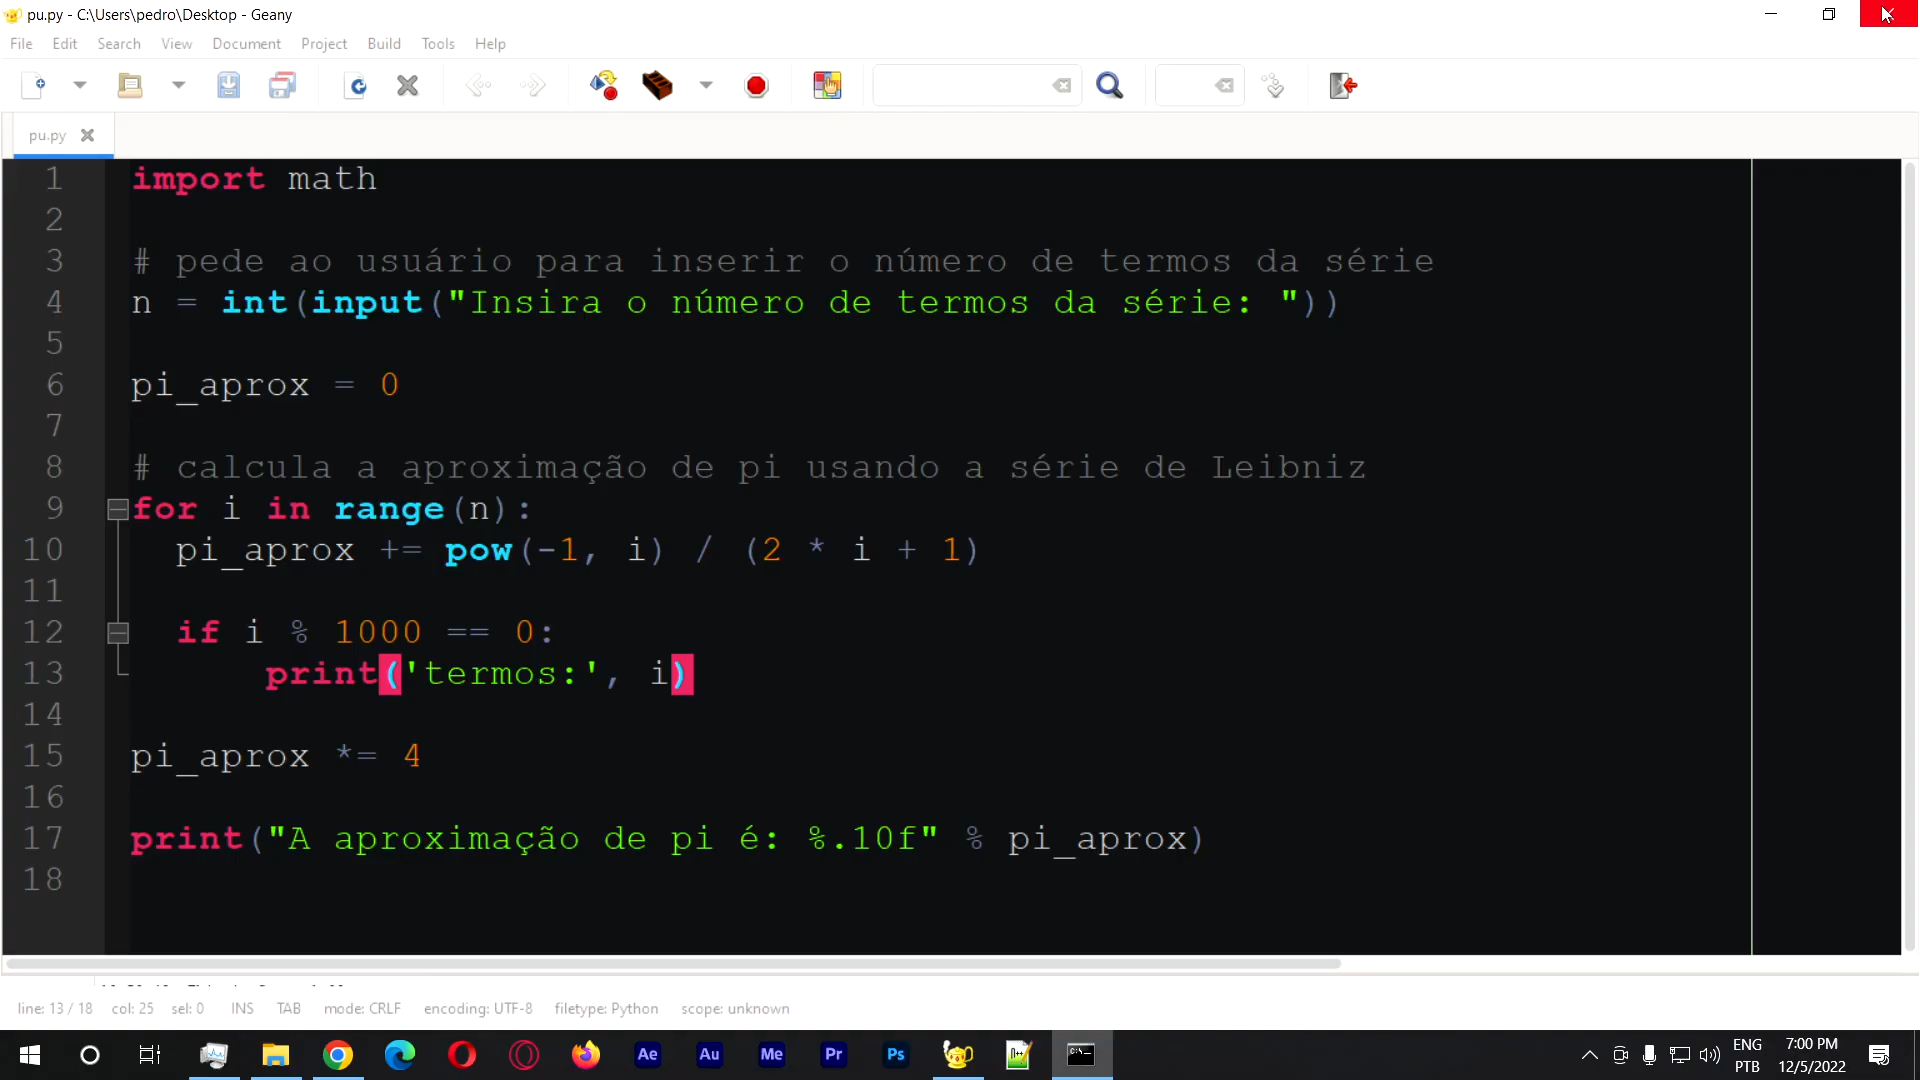 pu.py - C:\Users\pedro\Desktop - Geany
File Edit Search View Document Project Build Tools Help
pu.py
1 import math
2
3 # pede ao usuário para inserir o número de termos da série
4 n = int(input("Insira o número de termos da série: "))
5
6 pi_aprox = 0
7
8 # calcula a aproximação de pi usando a série de Leibniz
9 for i in range(n):
10 pi_aprox += pow(-1, i) / (2 * i + 1)
11
12 if i % 1000 == 0:
13 print('termos:', i)
14
15 pi_aprox *= 4
16
17 print("A aproximação de pi é: %.10f" % pi_aprox)
18
line: 13 / 18 col: 25 sel: 0 INS TAB mode: CRLF encoding: UTF-8 filetype: Python scope: unknown
Ae Au Me Pr Ps
ENG 7:00 PM
PTB 12/5/2022